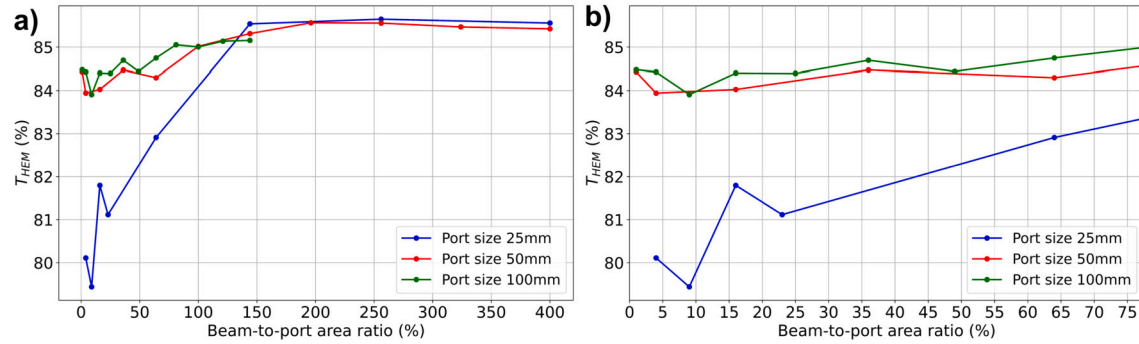 a)
T_HEM (%)
85
84
83
82
81
80
0 50 100 150 200 250 300 350 400
Beam-to-port area ratio (%)
Port size 25mm
Port size 50mm
Port size 100mm
b)
T_HEM (%)
85
84
83
82
81
80
0 5 10 15 20 25 30 35 40 45 50 55 60 65 70 75
Beam-to-port area ratio (%)
Port size 25mm
Port size 50mm
Port size 100mm